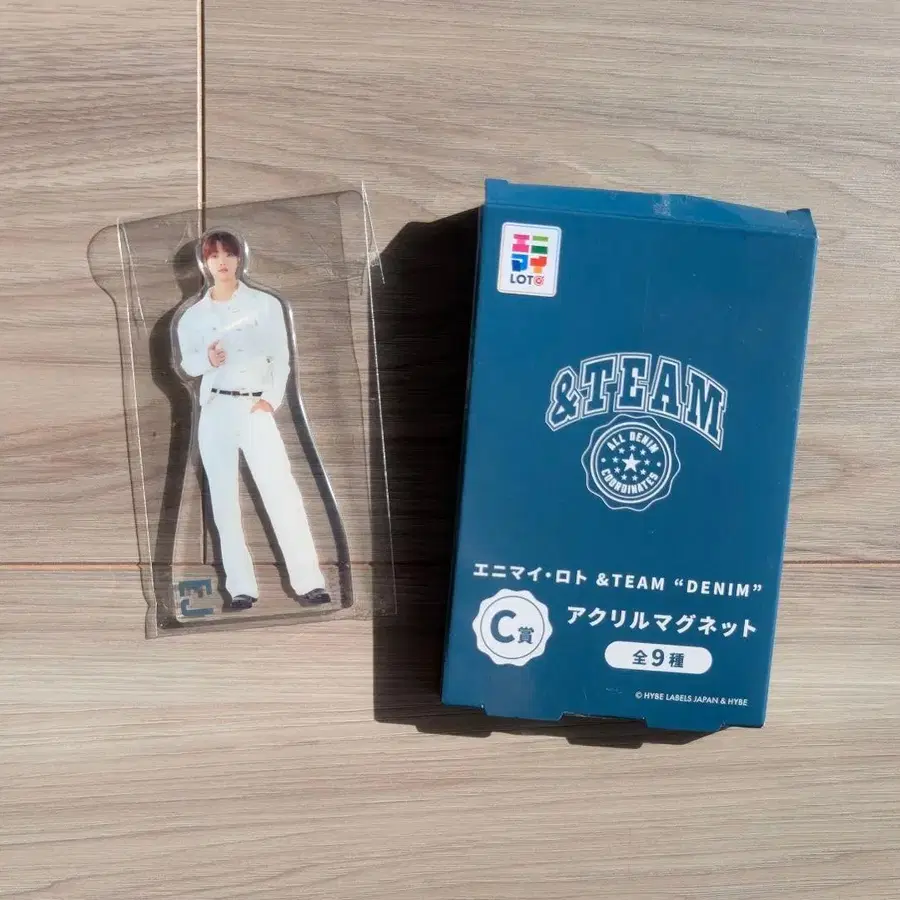 EJ
エニ
マイ
LOTO
&TEAM
ALL DENIM
COORDINATES
エニマイ・ロト &TEAM “DENIM”
C賞
アクリルマグネット
全9種
© HYBE LABELS JAPAN & HYBE